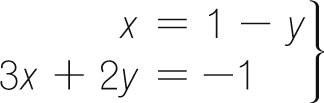 x = 1 − y
3x + 2y = −1